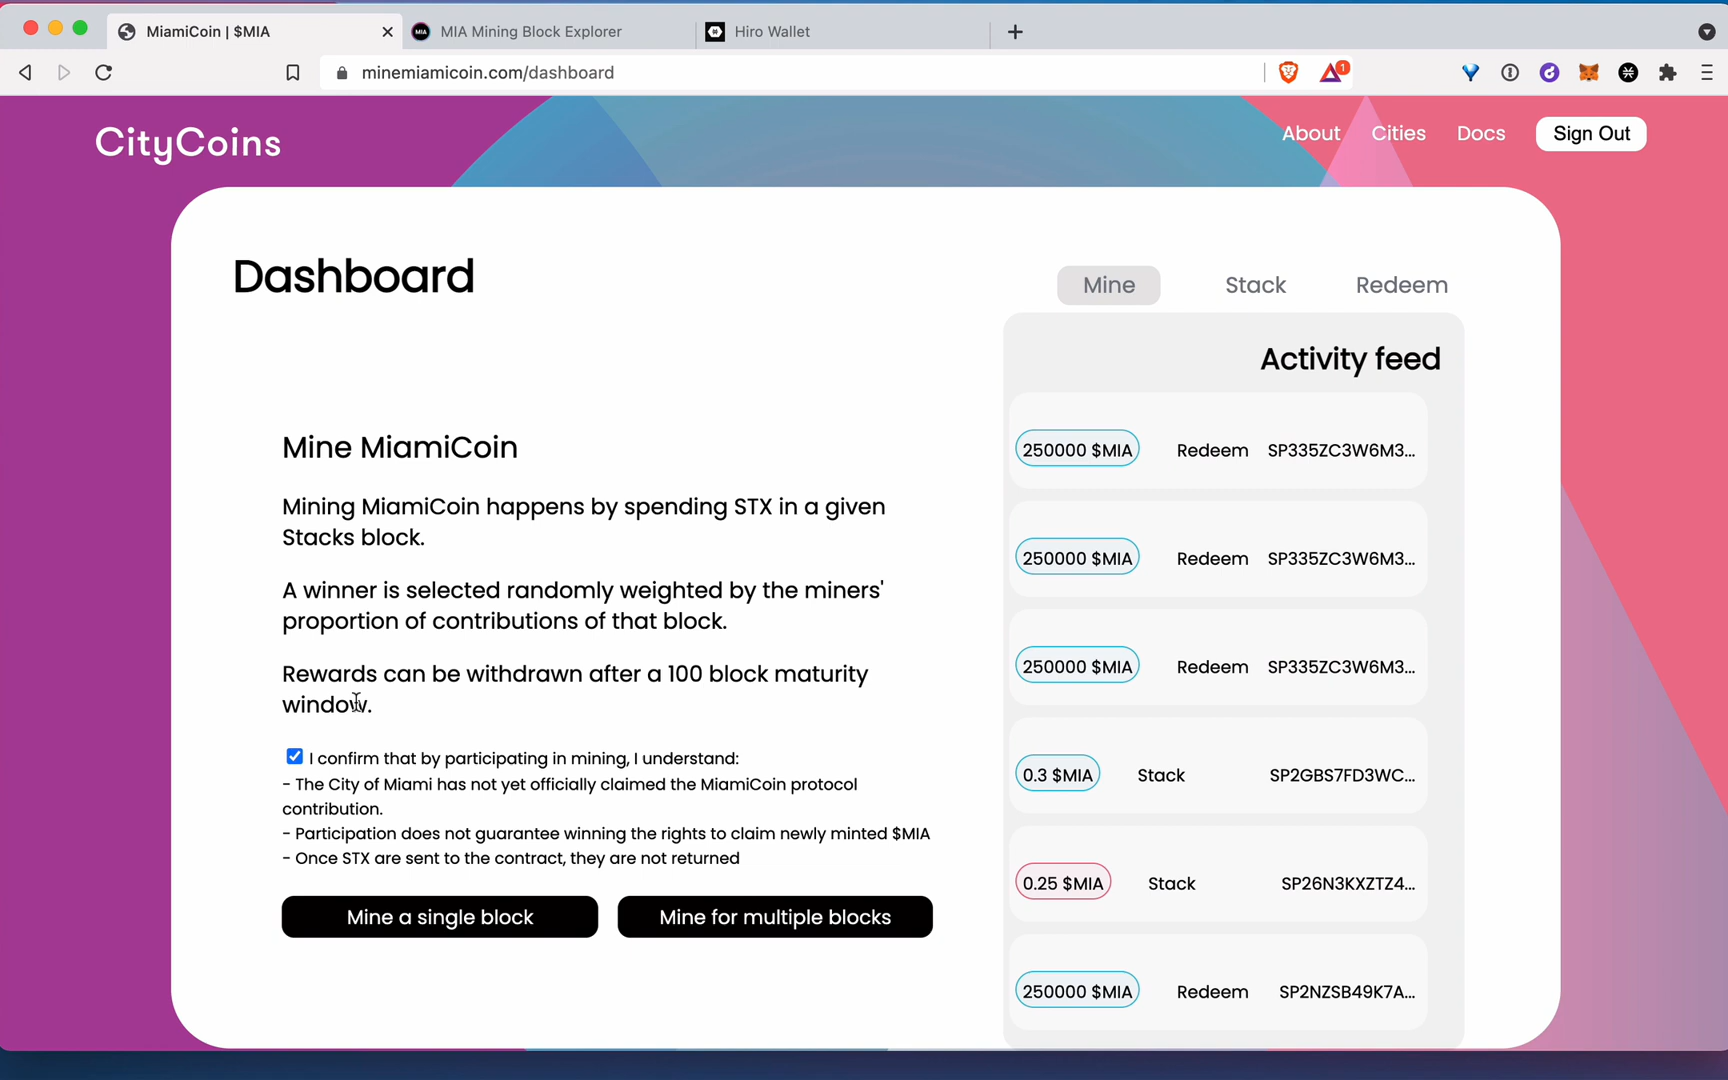 MiamiCoin | $MIA
MIA
MIA Mining Block Explorer
Hiro Wallet
minemiamicoin.com/dashboard
1
CityCoins
About
Cities
Docs
Sign Out
Dashboard
Mine
Stack
Redeem
Mine MiamiCoin
Mining MiamiCoin happens by spending STX in a given
Stacks block.
A winner is selected randomly weighted by the miners'
proportion of contributions of that block.
Rewards can be withdrawn after a 100 block maturity
window.
I confirm that by participating in mining, I understand:
- The City of Miami has not yet officially claimed the MiamiCoin protocol
contribution.
- Participation does not guarantee winning the rights to claim newly minted $MIA
- Once STX are sent to the contract, they are not returned
Mine a single block
Mine for multiple blocks
Activity feed
250000 $MIA Redeem SP335ZC3W6M3...
250000 $MIA Redeem SP335ZC3W6M3...
250000 $MIA Redeem SP335ZC3W6M3...
0.3 $MIA Stack SP2GBS7FD3WC...
0.25 $MIA Stack SP26N3KXZTZ4...
250000 $MIA Redeem SP2NZSB49K7A...